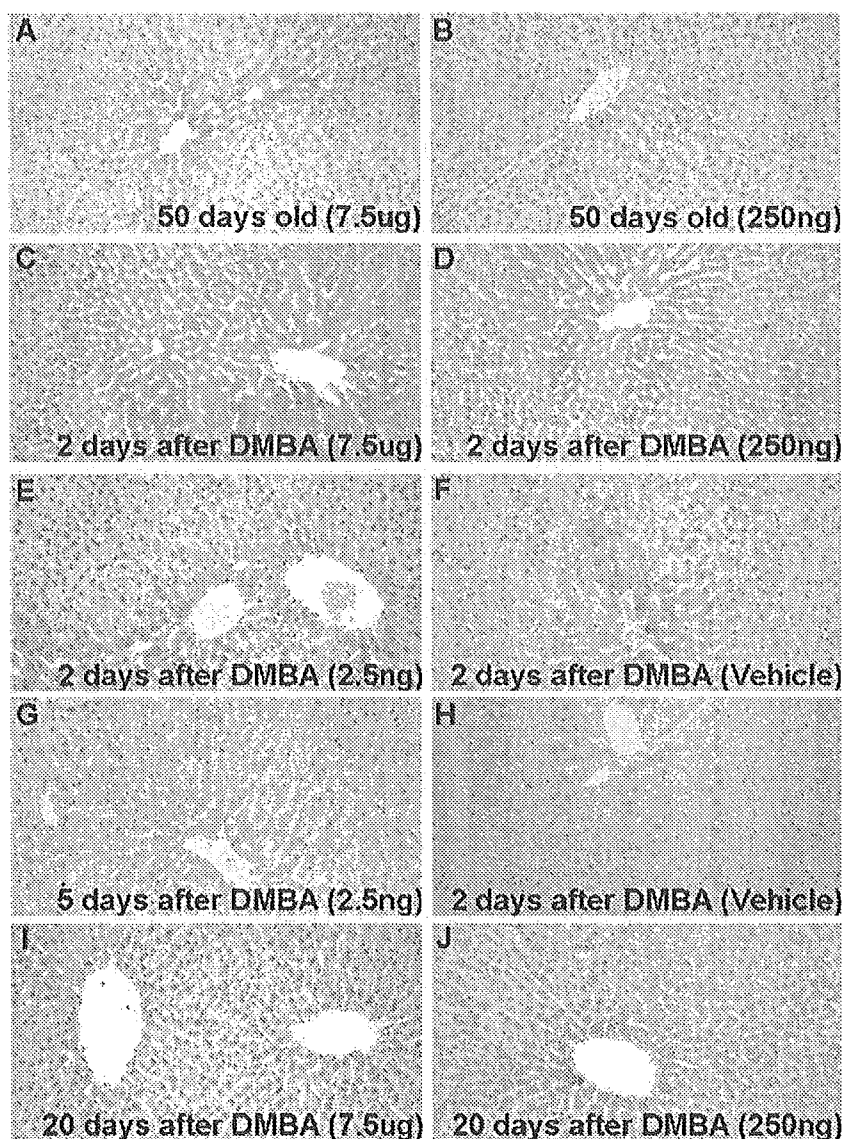 A
50 days old (7.5ug)
B
50 days old (250ng)
C
2 days after DMBA (7.5ug)
D
2 days after DMBA (250ng)
E
2 days after DMBA (2.5ng)
F
2 days after DMBA (Vehicle)
G
5 days after DMBA (2.5ng)
H
2 days after DMBA (Vehicle)
I
20 days after DMBA (7.5ug)
J
20 days after DMBA (250ng)